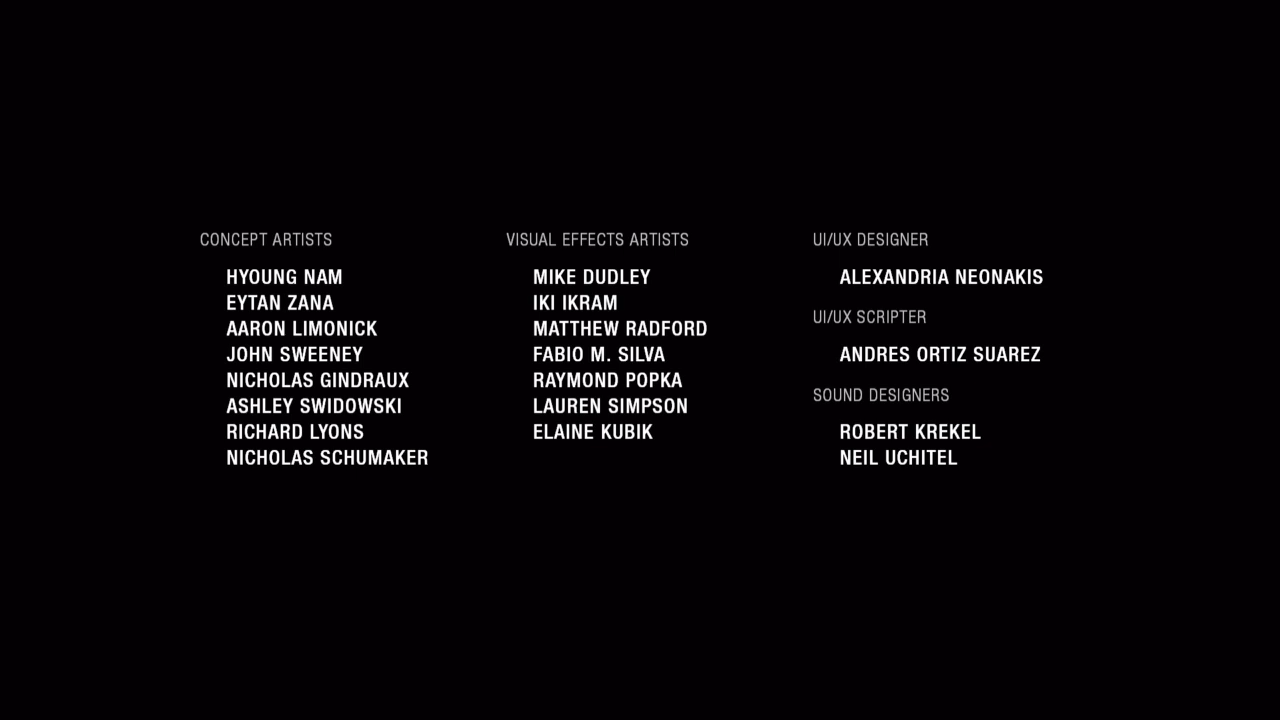 CONCEPT ARTISTS
HYOUNG NAM
EYTAN ZANA
AARON LIMONICK
JOHN SWEENEY
NICHOLAS GINDRAUX
ASHLEY SWIDOWSKI
RICHARD LYONS
NICHOLAS SCHUMAKER
VISUAL EFFECTS ARTISTS
MIKE DUDLEY
IKI IKRAM
MATTHEW RADFORD
FABIO M. SILVA
RAYMOND POPKA
LAUREN SIMPSON
ELAINE KUBIK
UI/UX DESIGNER
ALEXANDRIA NEONAKIS
UI/UX SCRIPTER
ANDRES ORTIZ SUAREZ
SOUND DESIGNERS
ROBERT KREKEL
NEIL UCHITEL